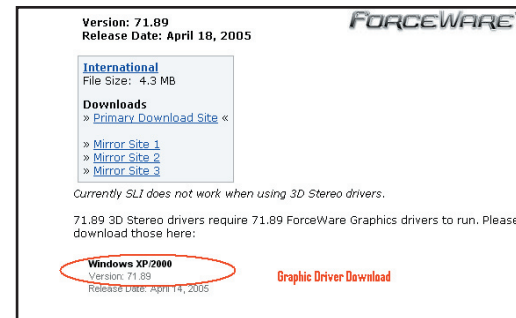 Version: 71.89
Release Date: April 18, 2005
FORCEWARE
International
File Size: 4.3 MB
Downloads
» Primary Download Site «
» Mirror Site 1
» Mirror Site 2
» Mirror Site 3
Currently SLI does not work when using 3D Stereo drivers.
71.89 3D Stereo drivers require 71.89 ForceWare Graphics drivers to run. Please
download those here:
Windows XP/2000
Version: 71.89
Graphic Driver Download
Release Date: April 14, 2005